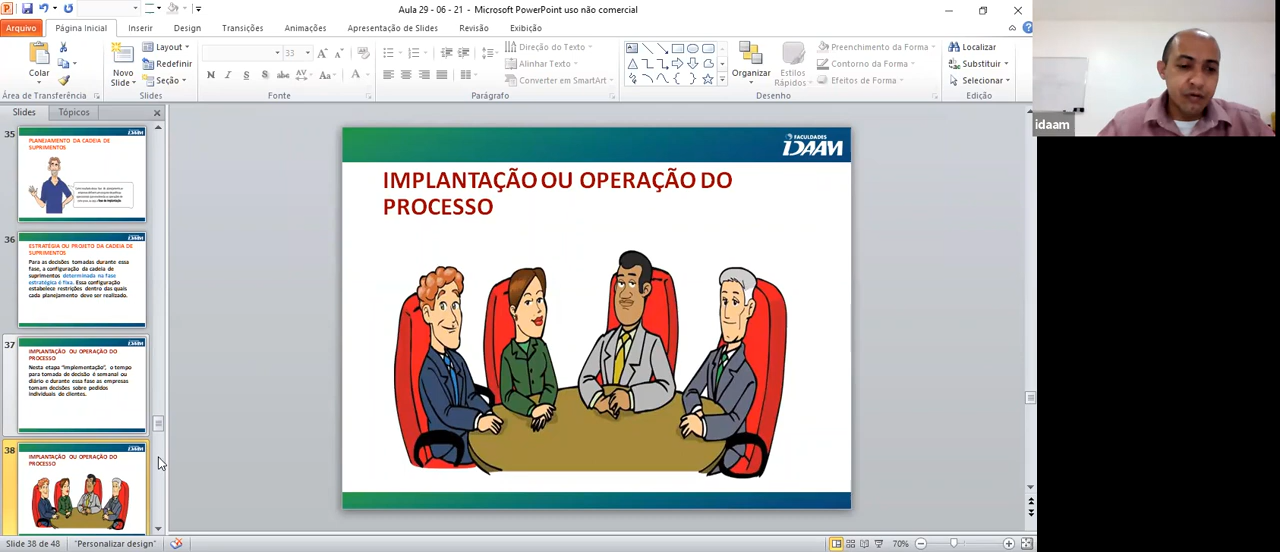 Aula 29 - 06 - 21 - Microsoft PowerPoint uso não comercial
Arquivo
Página Inicial
Inserir
Design
Transições
Animações
Apresentação de Slides
Revisão
Exibição
Colar
Área de Transferência
Novo
Slide
Layout
Redefinir
Seção
Slides
33
N I S S abc AV Aa A
Fonte
Direção do Texto
Alinhar Texto
Converter em SmartArt
Parágrafo
Organizar
Estilos
Rápidos
Preenchimento da Forma
Contorno da Forma
Efeitos de Forma
Desenho
Localizar
Substituir
Selecionar
Edição
Slides
Tópicos
35
PLANEJAMENTO DA CADEIA DE
SUPRIMENTOS
IDAAM
36
IDAAM
ESTRATÉGIA OU PROJETO DA CADEIA DE
SUPRIMENTOS
Para as decisões tomadas durante essa
fase, a configuração da cadeia de
suprimentos determinada na fase
estratégica é fixa. Essa configuração
estabelece restrições dentro das quais
cada planejamento deve ser realizado.
37
IDAAM
IMPLANTAÇÃO OU OPERAÇÃO DO
PROCESSO
Nesta etapa "implementação", o tempo
para tomada de decisão é semanal ou
diário e durante essa fase as empresas
tomam decisões sobre pedidos
individuais de clientes.
38
IDAAM
IMPLANTAÇÃO OU OPERAÇÃO DO
PROCESSO
FACULDADES
IDAAM
IMPLANTAÇÃO OU OPERAÇÃO DO
PROCESSO
idaam
Slide 38 de 48
"Personalizar design"
70%